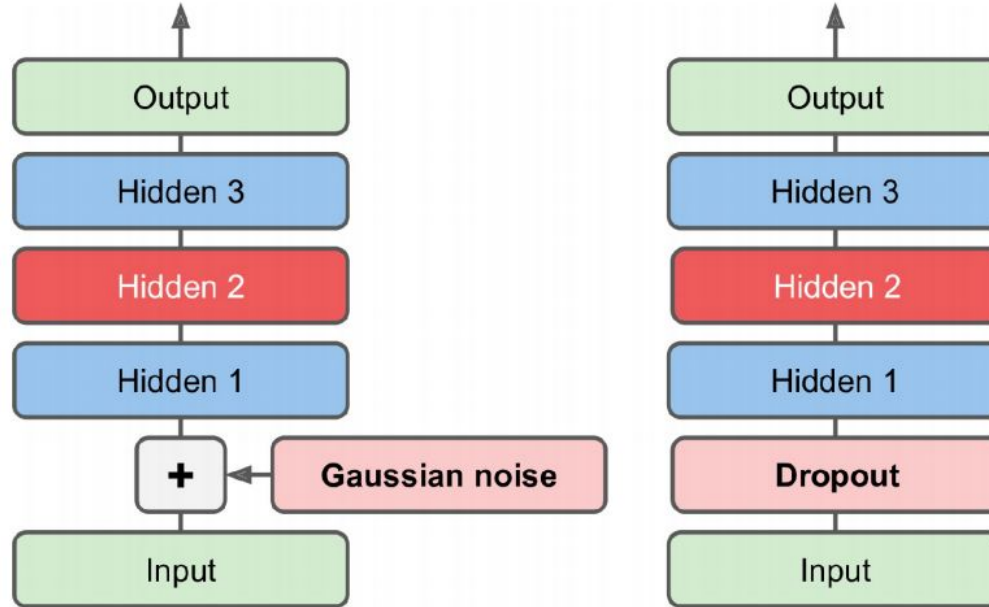 Output
Hidden 3
Hidden 2
Hidden 1
+
Gaussian noise
Input
Output
Hidden 3
Hidden 2
Hidden 1
Dropout
Input